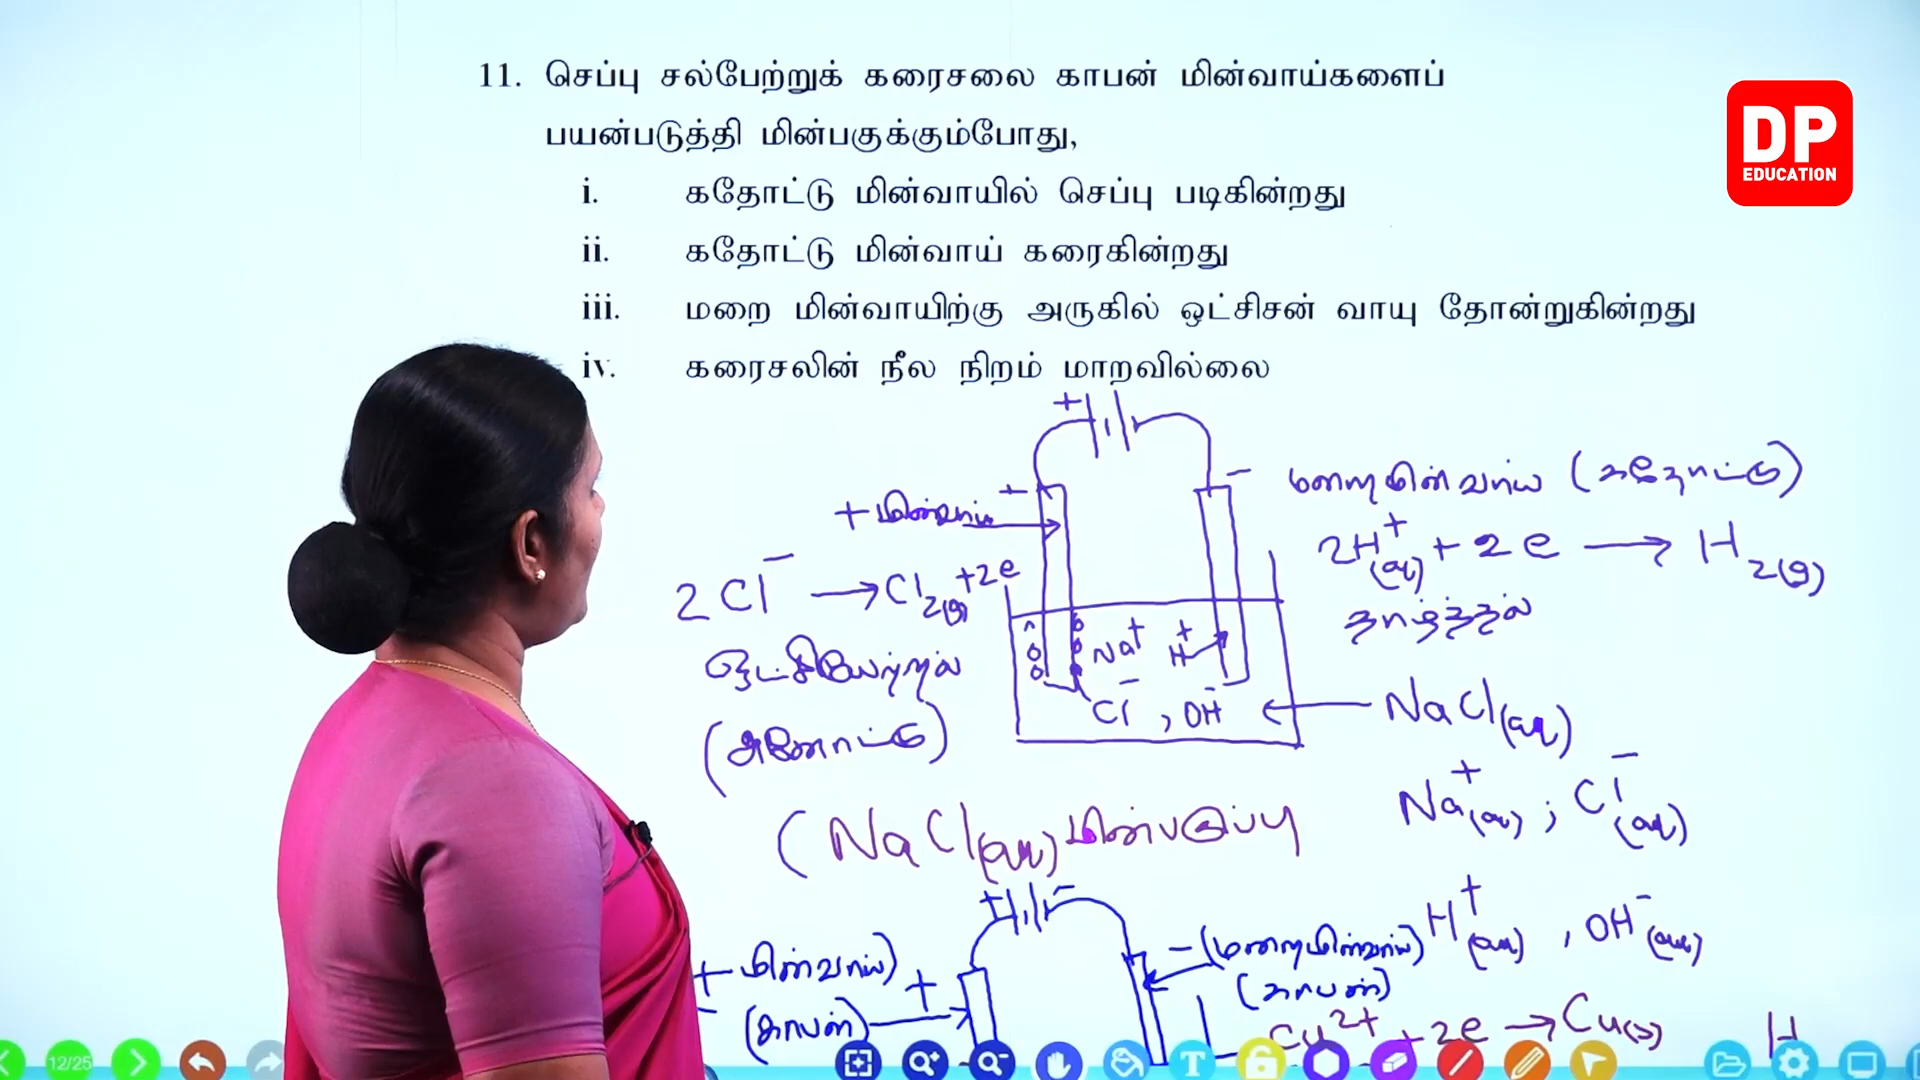 11. செப்பு சல்பேற்றுக் கரைசலை காபன் மின்வாய்களைப்
பயன்படுத்தி மின்பகுக்கும்போது,
i. கதோட்டு மின்வாயில் செப்பு படிகின்றது
ii. கதோட்டு மின்வாய் கரைகின்றது
iii. மறை மின்வாயிற்கு அருகில் ஒட்சிசன் வாயு தோன்றுகின்றது
iv. கரைசலின் நீல நிறம் மாறவில்லை
DP
EDUCATION
+ −
மறைமின்வாய் (கதோட்டு)
+ மின்வாய் +
2H⁺(aq) + 2e → H₂(g)
தாழ்த்தல்
2Cl⁻ → Cl₂(g) + 2e
ஒட்சியேற்றல்
(அனோட்டு)
Na⁺ H⁺
Cl⁻, OH⁻
NaCl(aq)
Na⁺(aq) ; Cl⁻(aq)
(NaCl(aq) மின்பகுப்பு
H⁺(aq) , OH⁻(aq)
+ −
+ மின்வாய்) +
(காபன்)
− (மறைமின்வாய்)
(காபன்)
Cu²⁺ + 2e → Cu(s) H
12/25
T